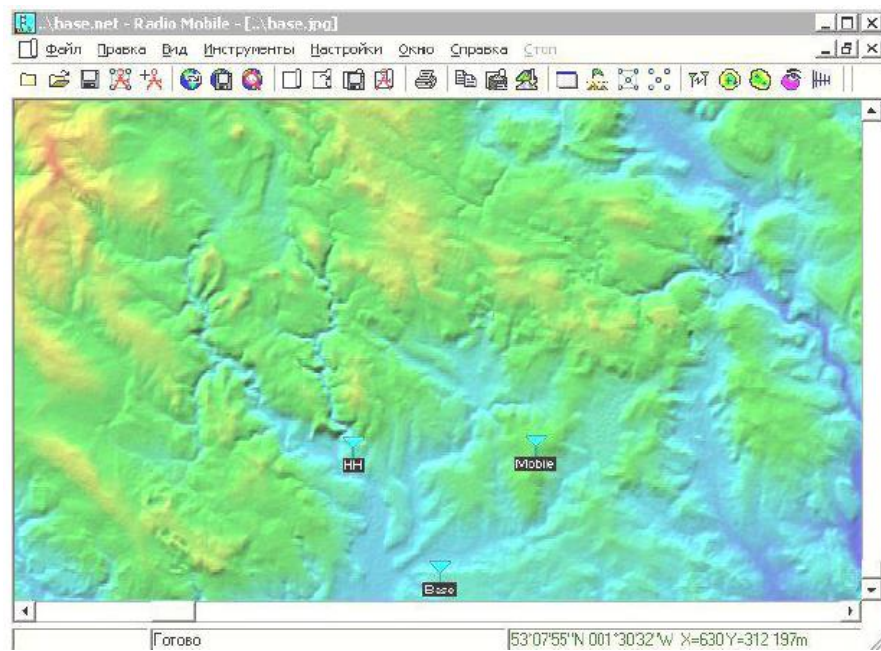 ..\base.net - Radio Mobile - [..\base.jpg]
Файл Правка Вид Инструменты Настройки Окно Справка Стоп
HH
Mobile
Base
Готово
53°07'55"N 001°30'32"W X=630 Y=312 197m